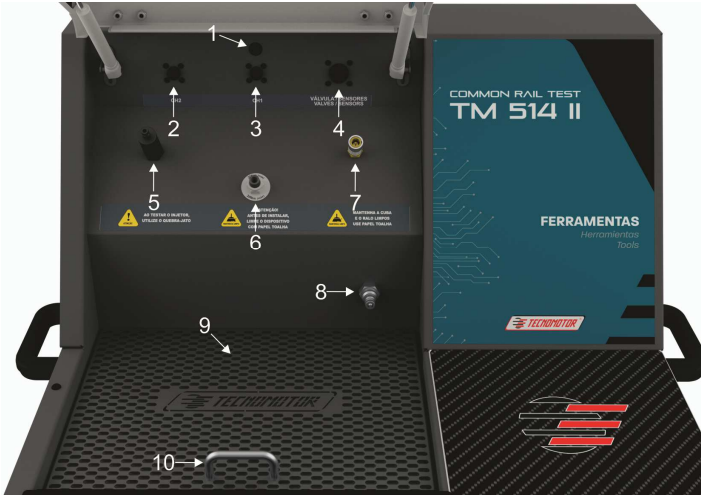 1
2
3
4
CH2
CH1
VÁLVULA / SENSORES
VALVES / SENSORS
5
6
7
AO TESTAR O INJETOR,
UTILIZE O QUEBRA-JATO
ATENÇÃO!
ANTES DE INSTALAR,
LIMPE O DISPOSITIVO
COM PAPEL TOALHA
MANTENHA A CUBA
E O RALO LIMPOS
USE PAPEL TOALHA
8
9
TECNOMOTOR
10
COMMON RAIL TEST
TM 514 II
FERRAMENTAS
Herramientas
Tools
TECNOMOTOR